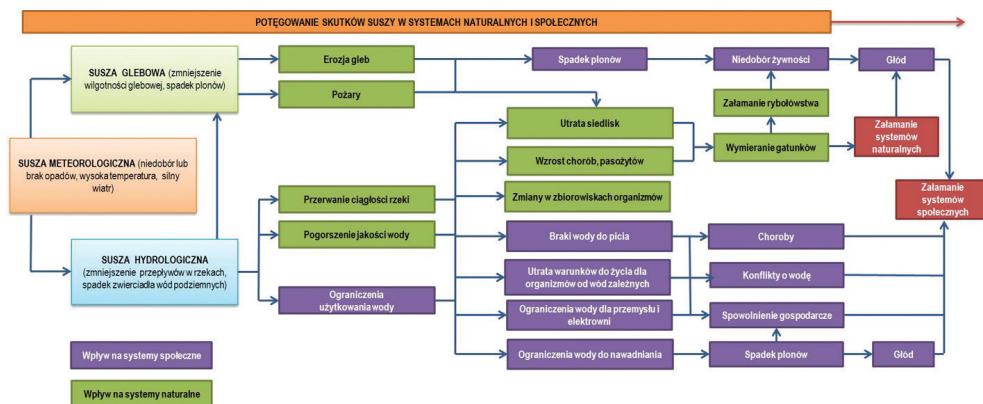 POTĘGOWANIE SKUTKÓW SUSZY W SYSTEMACH NATURALNYCH I SPOŁECZNYCH
SUSZA GLEBOWA (zmniejszenie
wilgotności glebowej, spadek plonów)
SUSZA METEOROLOGICZNA (niedobór lub
brak opadów, wysoka temperatura, silny
wiatr)
SUSZA HYDROLOGICZNA
(zmniejszenie przepływów w rzekach,
spadek zwierciadła wód podziemnych)
Erozja gleb
Pożary
Przerwanie ciągłości rzeki
Pogorszenie jakości wody
Ograniczenia
użytkowania wody
Spadek plonów
Utrata siedlisk
Wzrost chorób, pasożytów
Zmiany w zbiorowiskach organizmów
Braki wody do picia
Utrata warunków do życia dla
organizmów od wód zależnych
Ograniczenia wody dla przemysłu i
elektrowni
Ograniczenia wody do nawadniania
Niedobór żywności
Załamanie rybołówstwa
Wymieranie gatunków
Choroby
Konflikty o wodę
Spowolnienie gospodarcze
Spadek plonów
Głód
Załamanie
systemów
naturalnych
Załamanie
systemów
społecznych
Głód
Wpływ na systemy społeczne
Wpływ na systemy naturalne